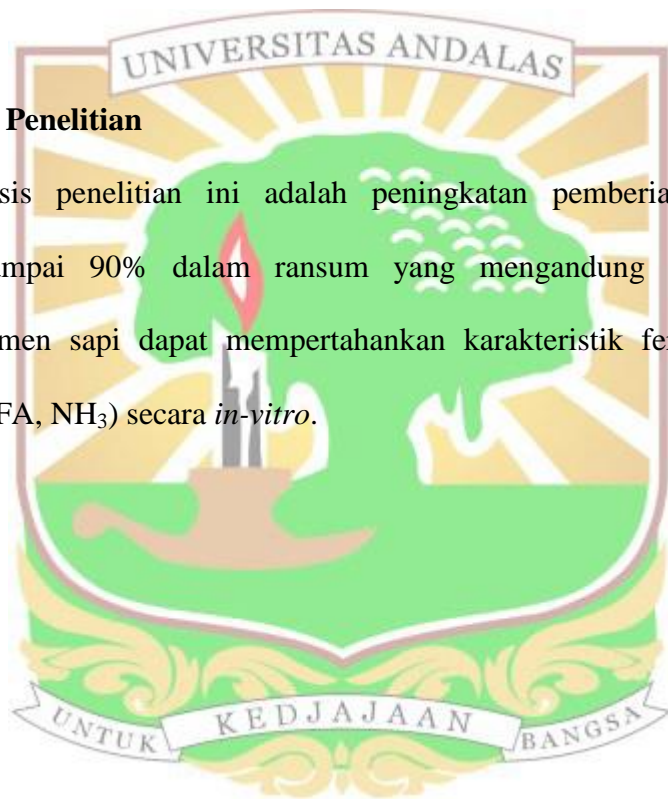 UNIVERSITAS ANDALAS
Penelitian
sis penelitian ini adalah peningkatan pemberia
ampai 90% dalam ransum yang mengandung
men sapi dapat mempertahankan karakteristik fe
FA, NH₃) secara in-vitro.
UNTUK KEDJAJAAN BANGSA